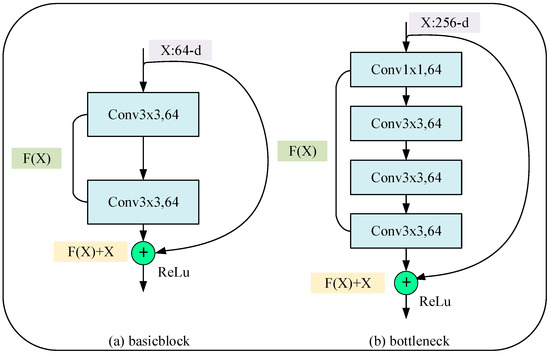 X:64-d
Conv3x3,64
F(X)
Conv3x3,64
F(X)+X
+
ReLu
(a) basicblock
X:256-d
Conv1x1,64
Conv3x3,64
F(X)
Conv3x3,64
Conv3x3,64
F(X)+X
+
ReLu
(b) bottleneck